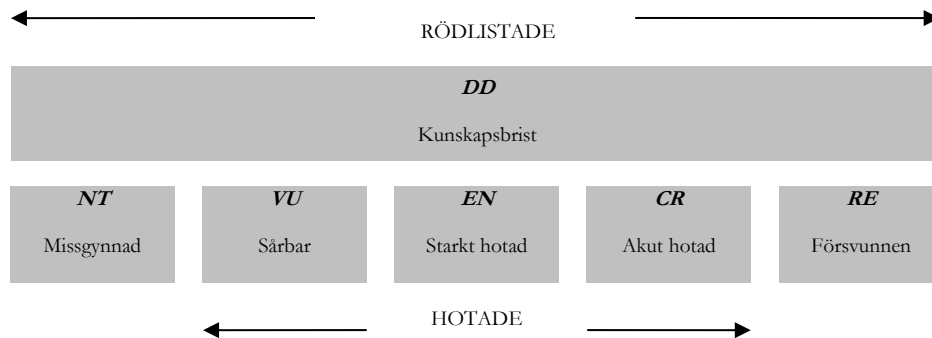 RÖDLISTADE
DD
Kunskapsbrist
NT VU EN CR RE
Missgynnad Sårbar Starkt hotad Akut hotad Försvunnen
HOTADE